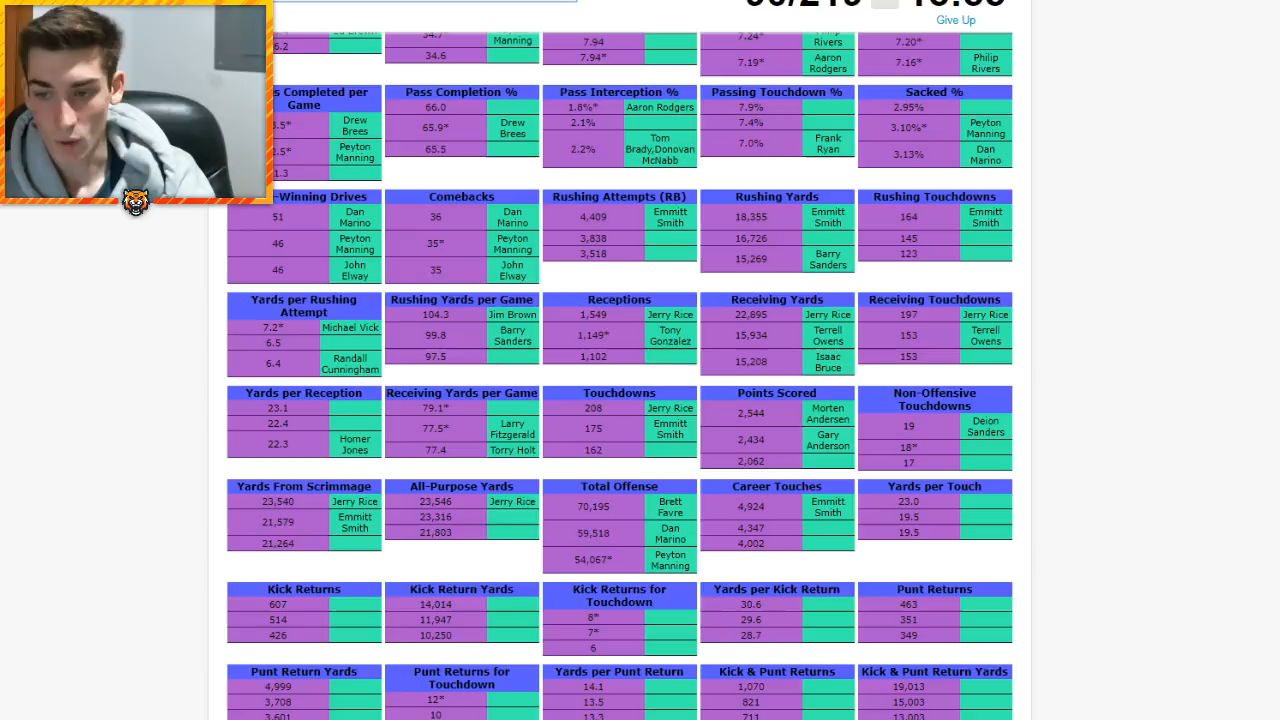 Give Up
6.2
Manning
34.6
7.94
7.94*
7.24*
Rivers
7.19*
Aaron
Rodgers
7.20*
7.16*
Philip
Rivers
Completed per
Game
Drew
Brees
Peyton
Manning
Pass Completion %
66.0
65.9*
Drew
Brees
65.5
Pass Interception %
1.8%*
Aaron Rodgers
2.1%
2.2%
Tom
Brady,Donovan
McNabb
Passing Touchdown %
7.9%
7.4%
7.0%
Frank
Ryan
Sacked %
2.95%
3.10%*
Peyton
Manning
3.13%
Dan
Marino
-Winning Drives
51
Dan
Marino
46
Peyton
Manning
46
John
Elway
Comebacks
36
Dan
Marino
35*
Peyton
Manning
35
John
Elway
Rushing Attempts (RB)
4,409
Emmitt
Smith
3,838
3,518
Rushing Yards
18,355
Emmitt
Smith
16,726
15,269
Barry
Sanders
Rushing Touchdowns
164
Emmitt
Smith
145
123
Yards per Rushing
Attempt
7.2*
Michael Vick
6.5
6.4
Randall
Cunningham
Rushing Yards per Game
104.3
Jim Brown
99.8
Barry
Sanders
97.5
Receptions
1,549
Jerry Rice
1,149*
Tony
Gonzalez
1,102
Receiving Yards
22,895
Jerry Rice
15,934
Terrell
Owens
15,208
Isaac
Bruce
Receiving Touchdowns
197
Jerry Rice
153
Terrell
Owens
153
Yards per Reception
23.1
22.4
22.3
Homer
Jones
Receiving Yards per Game
79.1*
77.5*
Larry
Fitzgerald
77.4
Torry Holt
Touchdowns
208
Jerry Rice
175
Emmitt
Smith
162
Points Scored
2,544
Morten
Andersen
2,434
Gary
Anderson
2,062
Non-Offensive
Touchdowns
19
Deion
Sanders
18*
17
Yards From Scrimmage
23,540
Jerry Rice
21,579
Emmitt
Smith
21,264
All-Purpose Yards
23,546
Jerry Rice
23,316
21,803
Total Offense
70,195
Brett
Favre
59,518
Dan
Marino
54,067*
Peyton
Manning
Career Touches
4,924
Emmitt
Smith
4,347
4,002
Yards per Touch
23.0
19.5
19.5
Kick Returns
607
514
426
Kick Return Yards
14,014
11,947
10,250
Kick Returns for
Touchdown
8*
7*
6
Yards per Kick Return
30.6
29.6
28.7
Punt Returns
463
351
349
Punt Return Yards
4,999
3,708
3,601
Punt Returns for
Touchdown
12*
10
Yards per Punt Return
14.1
13.5
13.3
Kick & Punt Returns
1,070
821
711
Kick & Punt Return Yards
19,013
15,003
13,003